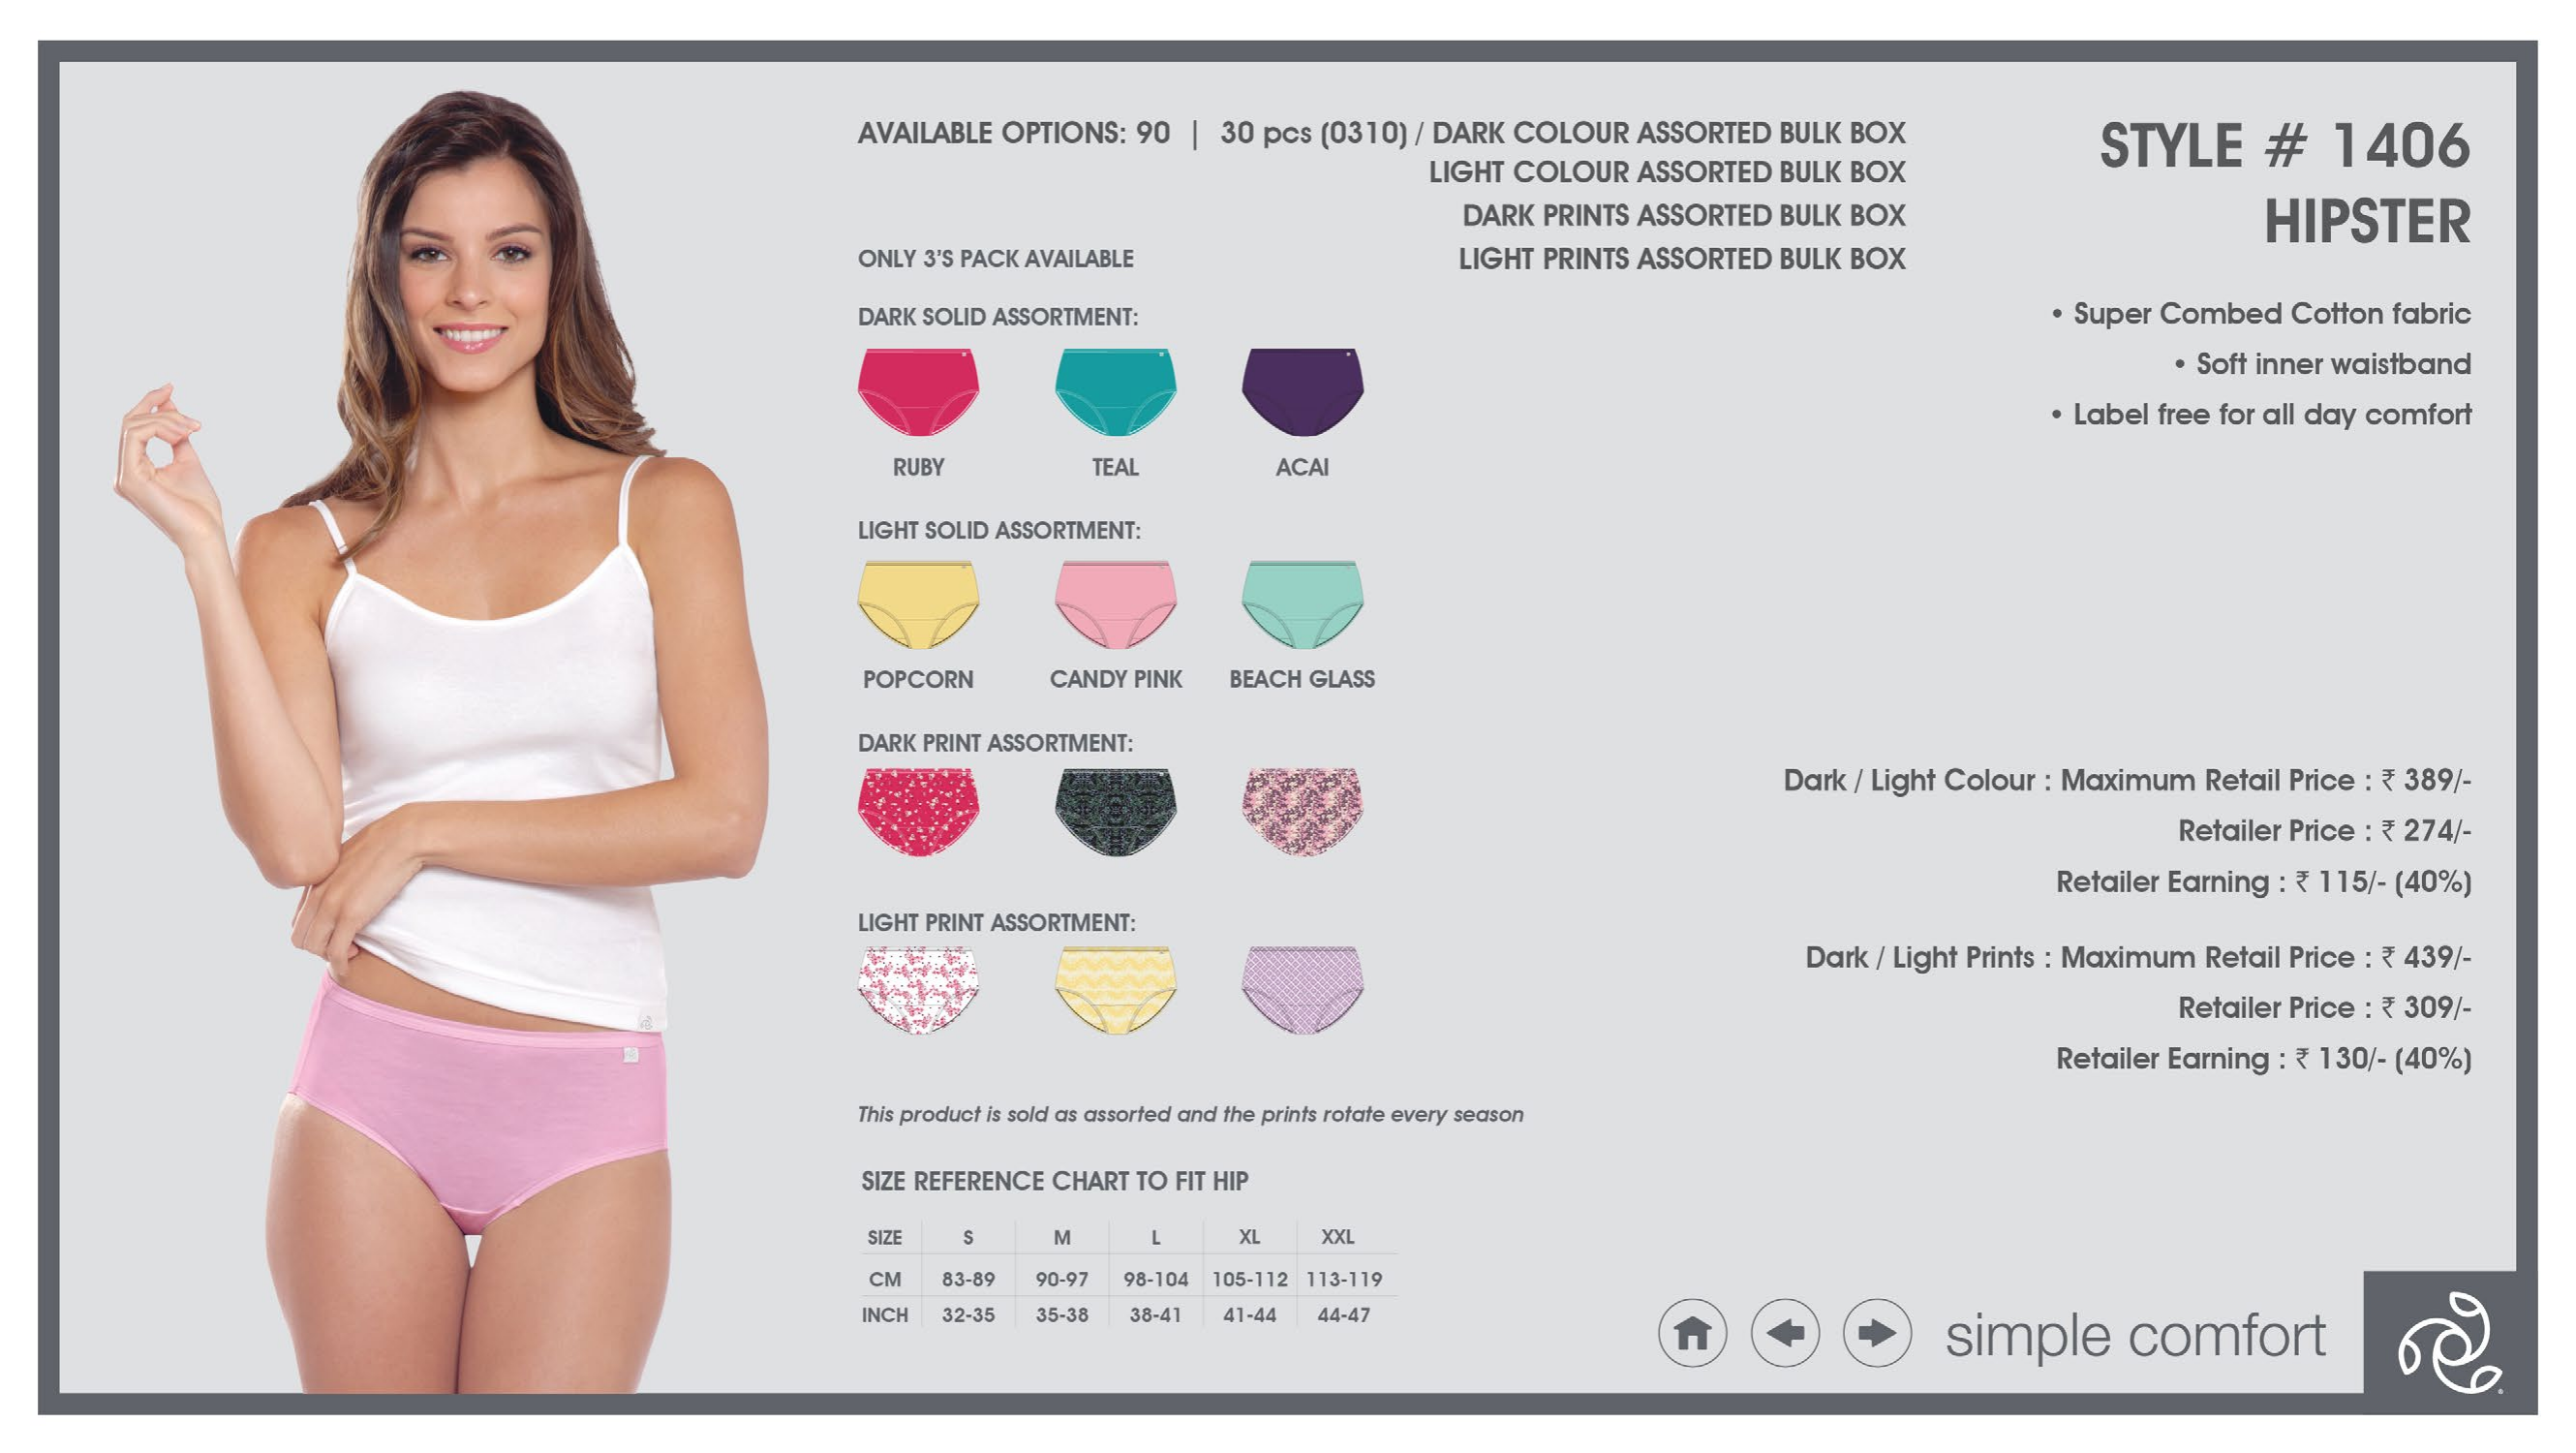 AVAILABLE OPTIONS: 90 | 30 pcs (0310) / DARK COLOUR ASSORTED BULK BOX
LIGHT COLOUR ASSORTED BULK BOX
DARK PRINTS ASSORTED BULK BOX
ONLY 3'S PACK AVAILABLE
LIGHT PRINTS ASSORTED BULK BOX
STYLE # 1406
HIPSTER
• Super Combed Cotton fabric
• Soft inner waistband
• Label free for all day comfort
DARK SOLID ASSORTMENT:
RUBY TEAL ACAI
LIGHT SOLID ASSORTMENT:
POPCORN CANDY PINK BEACH GLASS
DARK PRINT ASSORTMENT:
LIGHT PRINT ASSORTMENT:
Dark / Light Colour : Maximum Retail Price : ₹ 389/-
Retailer Price : ₹ 274/-
Retailer Earning : ₹ 115/- (40%)
Dark / Light Prints : Maximum Retail Price : ₹ 439/-
Retailer Price : ₹ 309/-
Retailer Earning : ₹ 130/- (40%)
This product is sold as assorted and the prints rotate every season
SIZE REFERENCE CHART TO FIT HIP
SIZE S M L XL XXL
CM 83-89 90-97 98-104 105-112 113-119
INCH 32-35 35-38 38-41 41-44 44-47
simple comfort